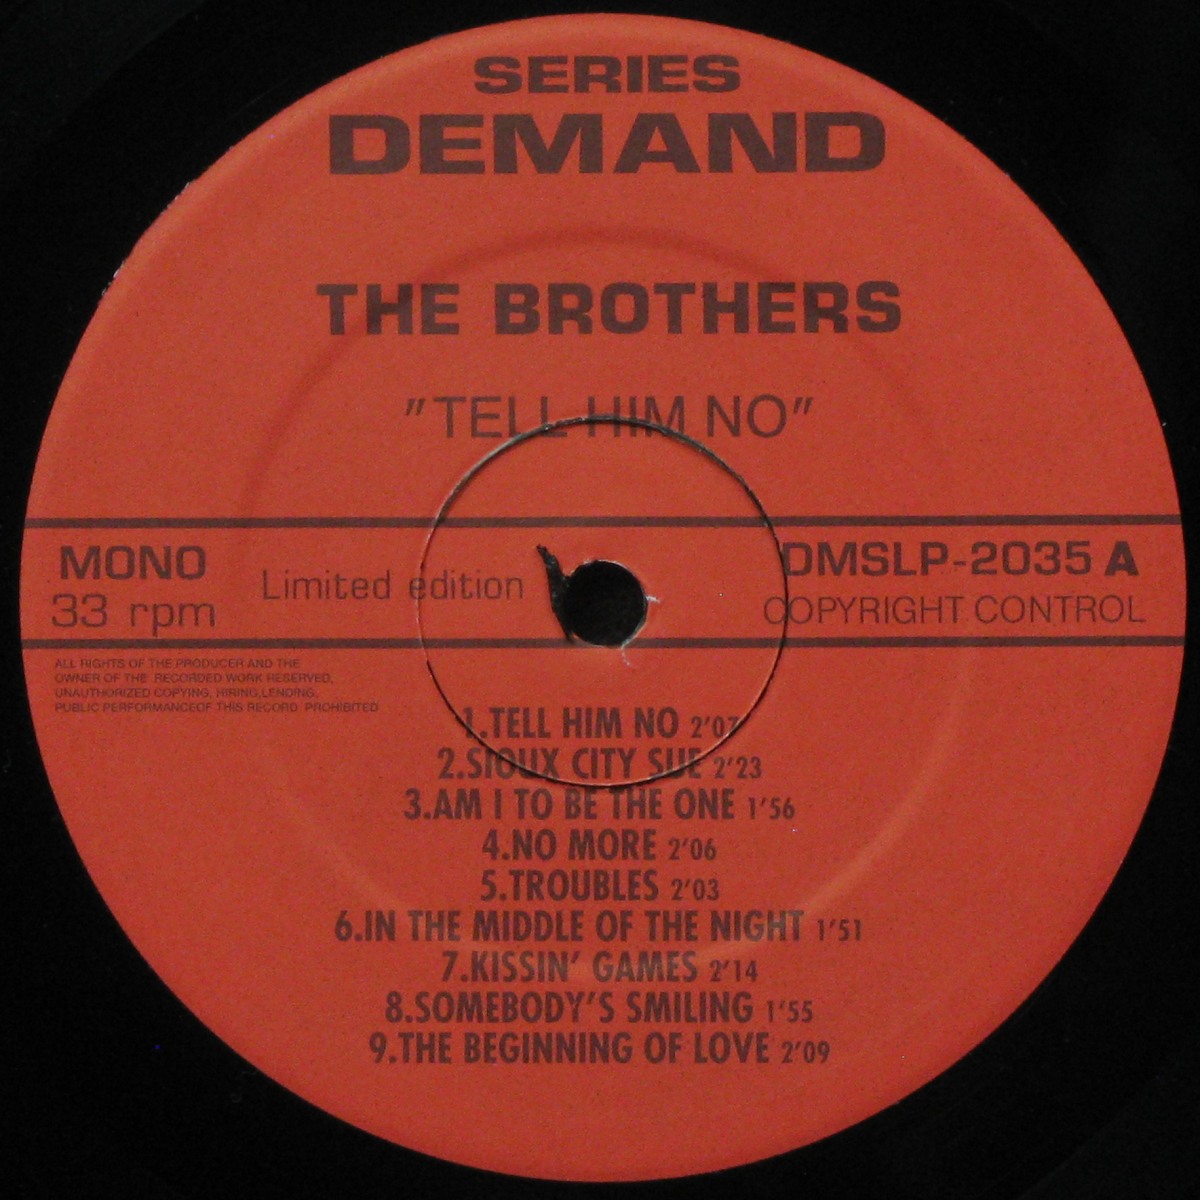 SERIES
DEMAND
THE BROTHERS
"TELL HIM NO"
MONO
33 rpm
Limited edition
DMSLP-2035 A
COPYRIGHT CONTROL
ALL RIGHTS OF THE PRODUCER AND THE
OWNER OF THE RECORDED WORK RESERVED,
UNAUTHORIZED COPYING, HIRING,LENDING,
PUBLIC PERFORMANCEOF THIS RECORD PROHIBITED
1.TELL HIM NO 2'07
2.SIOUX CITY SUE 2'23
3.AM I TO BE THE ONE 1'56
4.NO MORE 2'06
5.TROUBLES 2'03
6.IN THE MIDDLE OF THE NIGHT 1'51
7.KISSIN' GAMES 2'14
8.SOMEBODY'S SMILING 1'55
9.THE BEGINNING OF LOVE 2'09